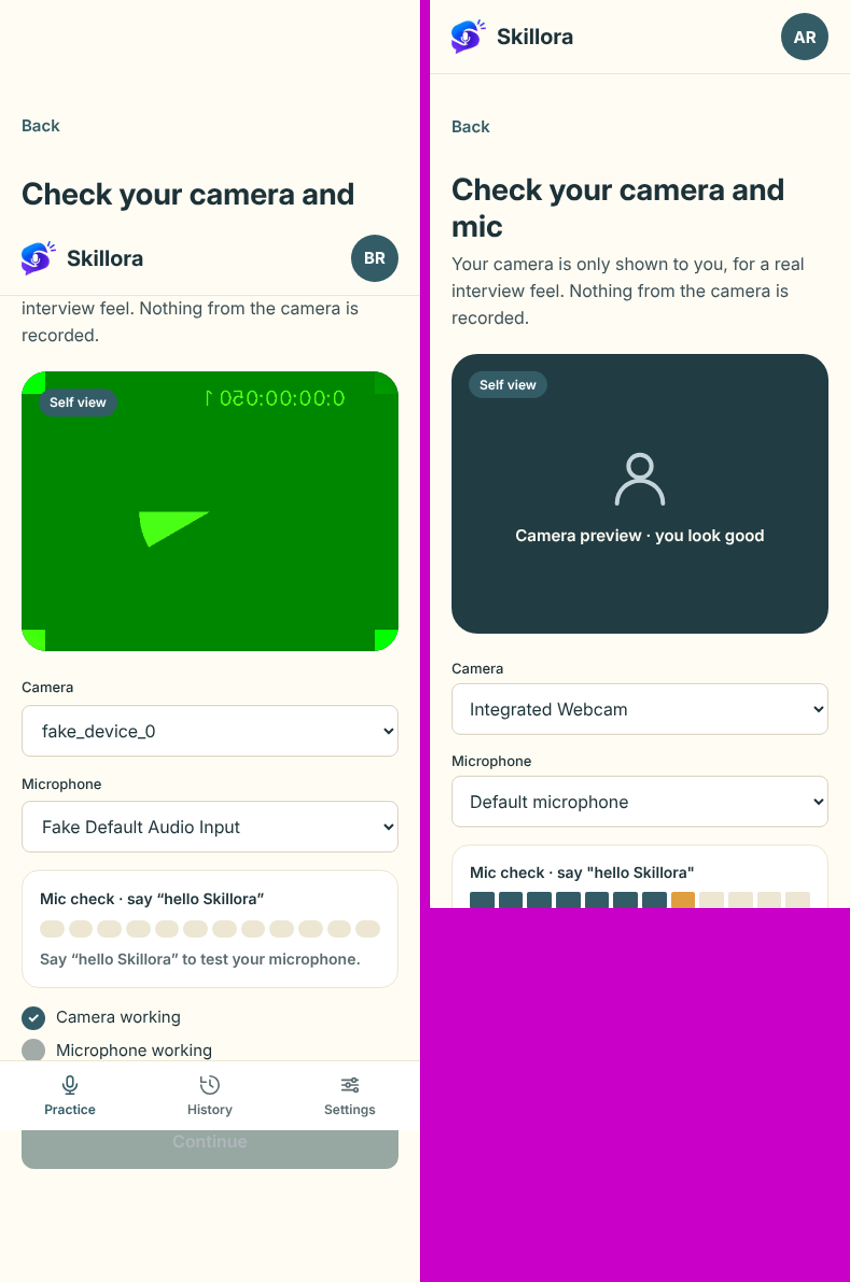 Back
Check your camera and
Skillora
BR
interview feel. Nothing from the camera is
recorded.
Self view
0:00:00:050 1
Camera
fake_device_0
Microphone
Fake Default Audio Input
Mic check · say “hello Skillora”
Say “hello Skillora” to test your microphone.
Camera working
Microphone working
Practice
History
Settings
Continue
Skillora
AR
Back
Check your camera and
mic
Your camera is only shown to you, for a real
interview feel. Nothing from the camera is
recorded.
Self view
Camera preview · you look good
Camera
Integrated Webcam
Microphone
Default microphone
Mic check · say "hello Skillora"